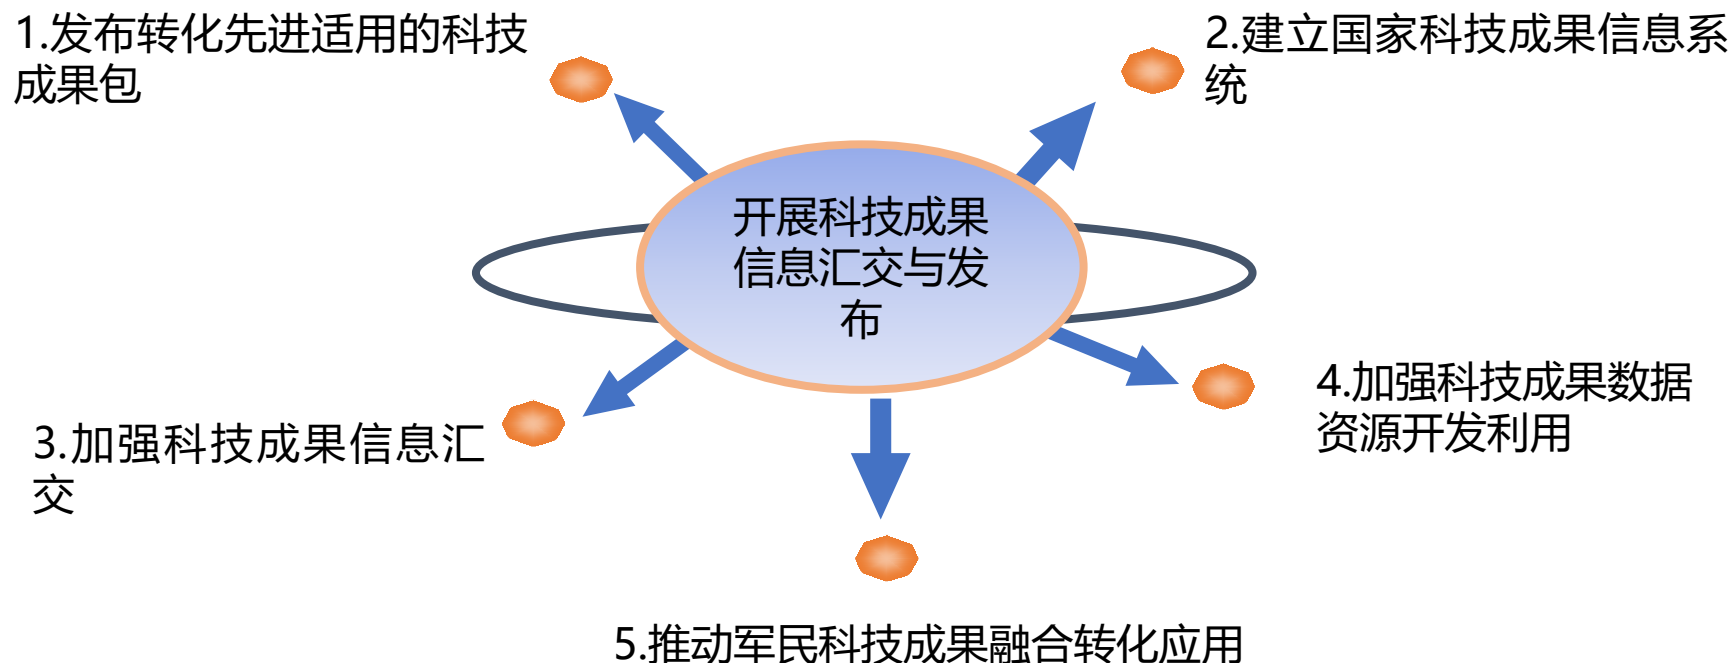 1.发布转化先进适用的科技
成果包
2.建立国家科技成果信息系
统
开展科技成果
信息汇交与发
布
3.加强科技成果信息汇
交
4.加强科技成果数据
资源开发利用
5.推动军民科技成果融合转化应用